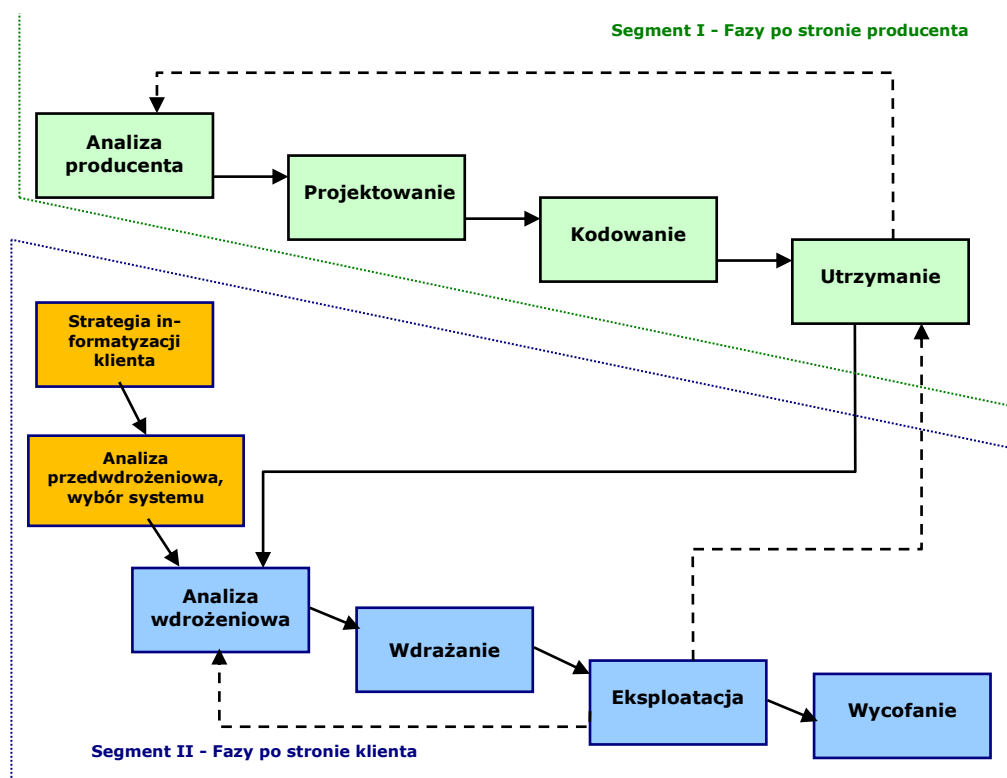 Segment I - Fazy po stronie producenta
Analiza
producenta
Projektowanie
Kodowanie
Utrzymanie
Strategia in-
formatyzacji
klienta
Analiza
przedwdrożeniowa,
wybór systemu
Analiza
wdrożeniowa
Wdrażanie
Eksploatacja
Wycofanie
Segment II - Fazy po stronie klienta